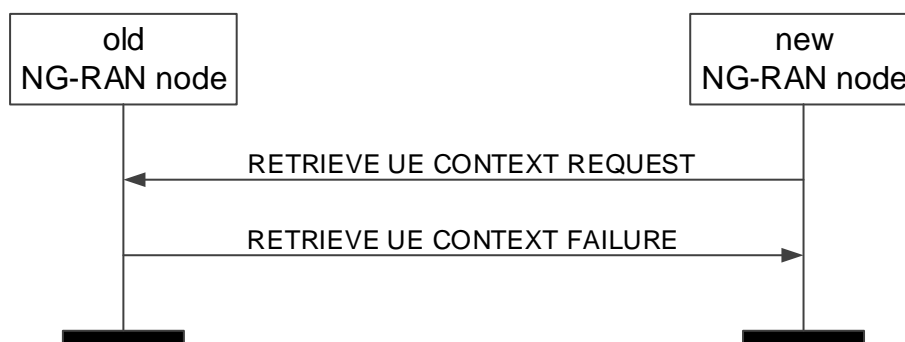 old
NG-RAN node
new
NG-RAN node
RETRIEVE UE CONTEXT REQUEST
RETRIEVE UE CONTEXT FAILURE